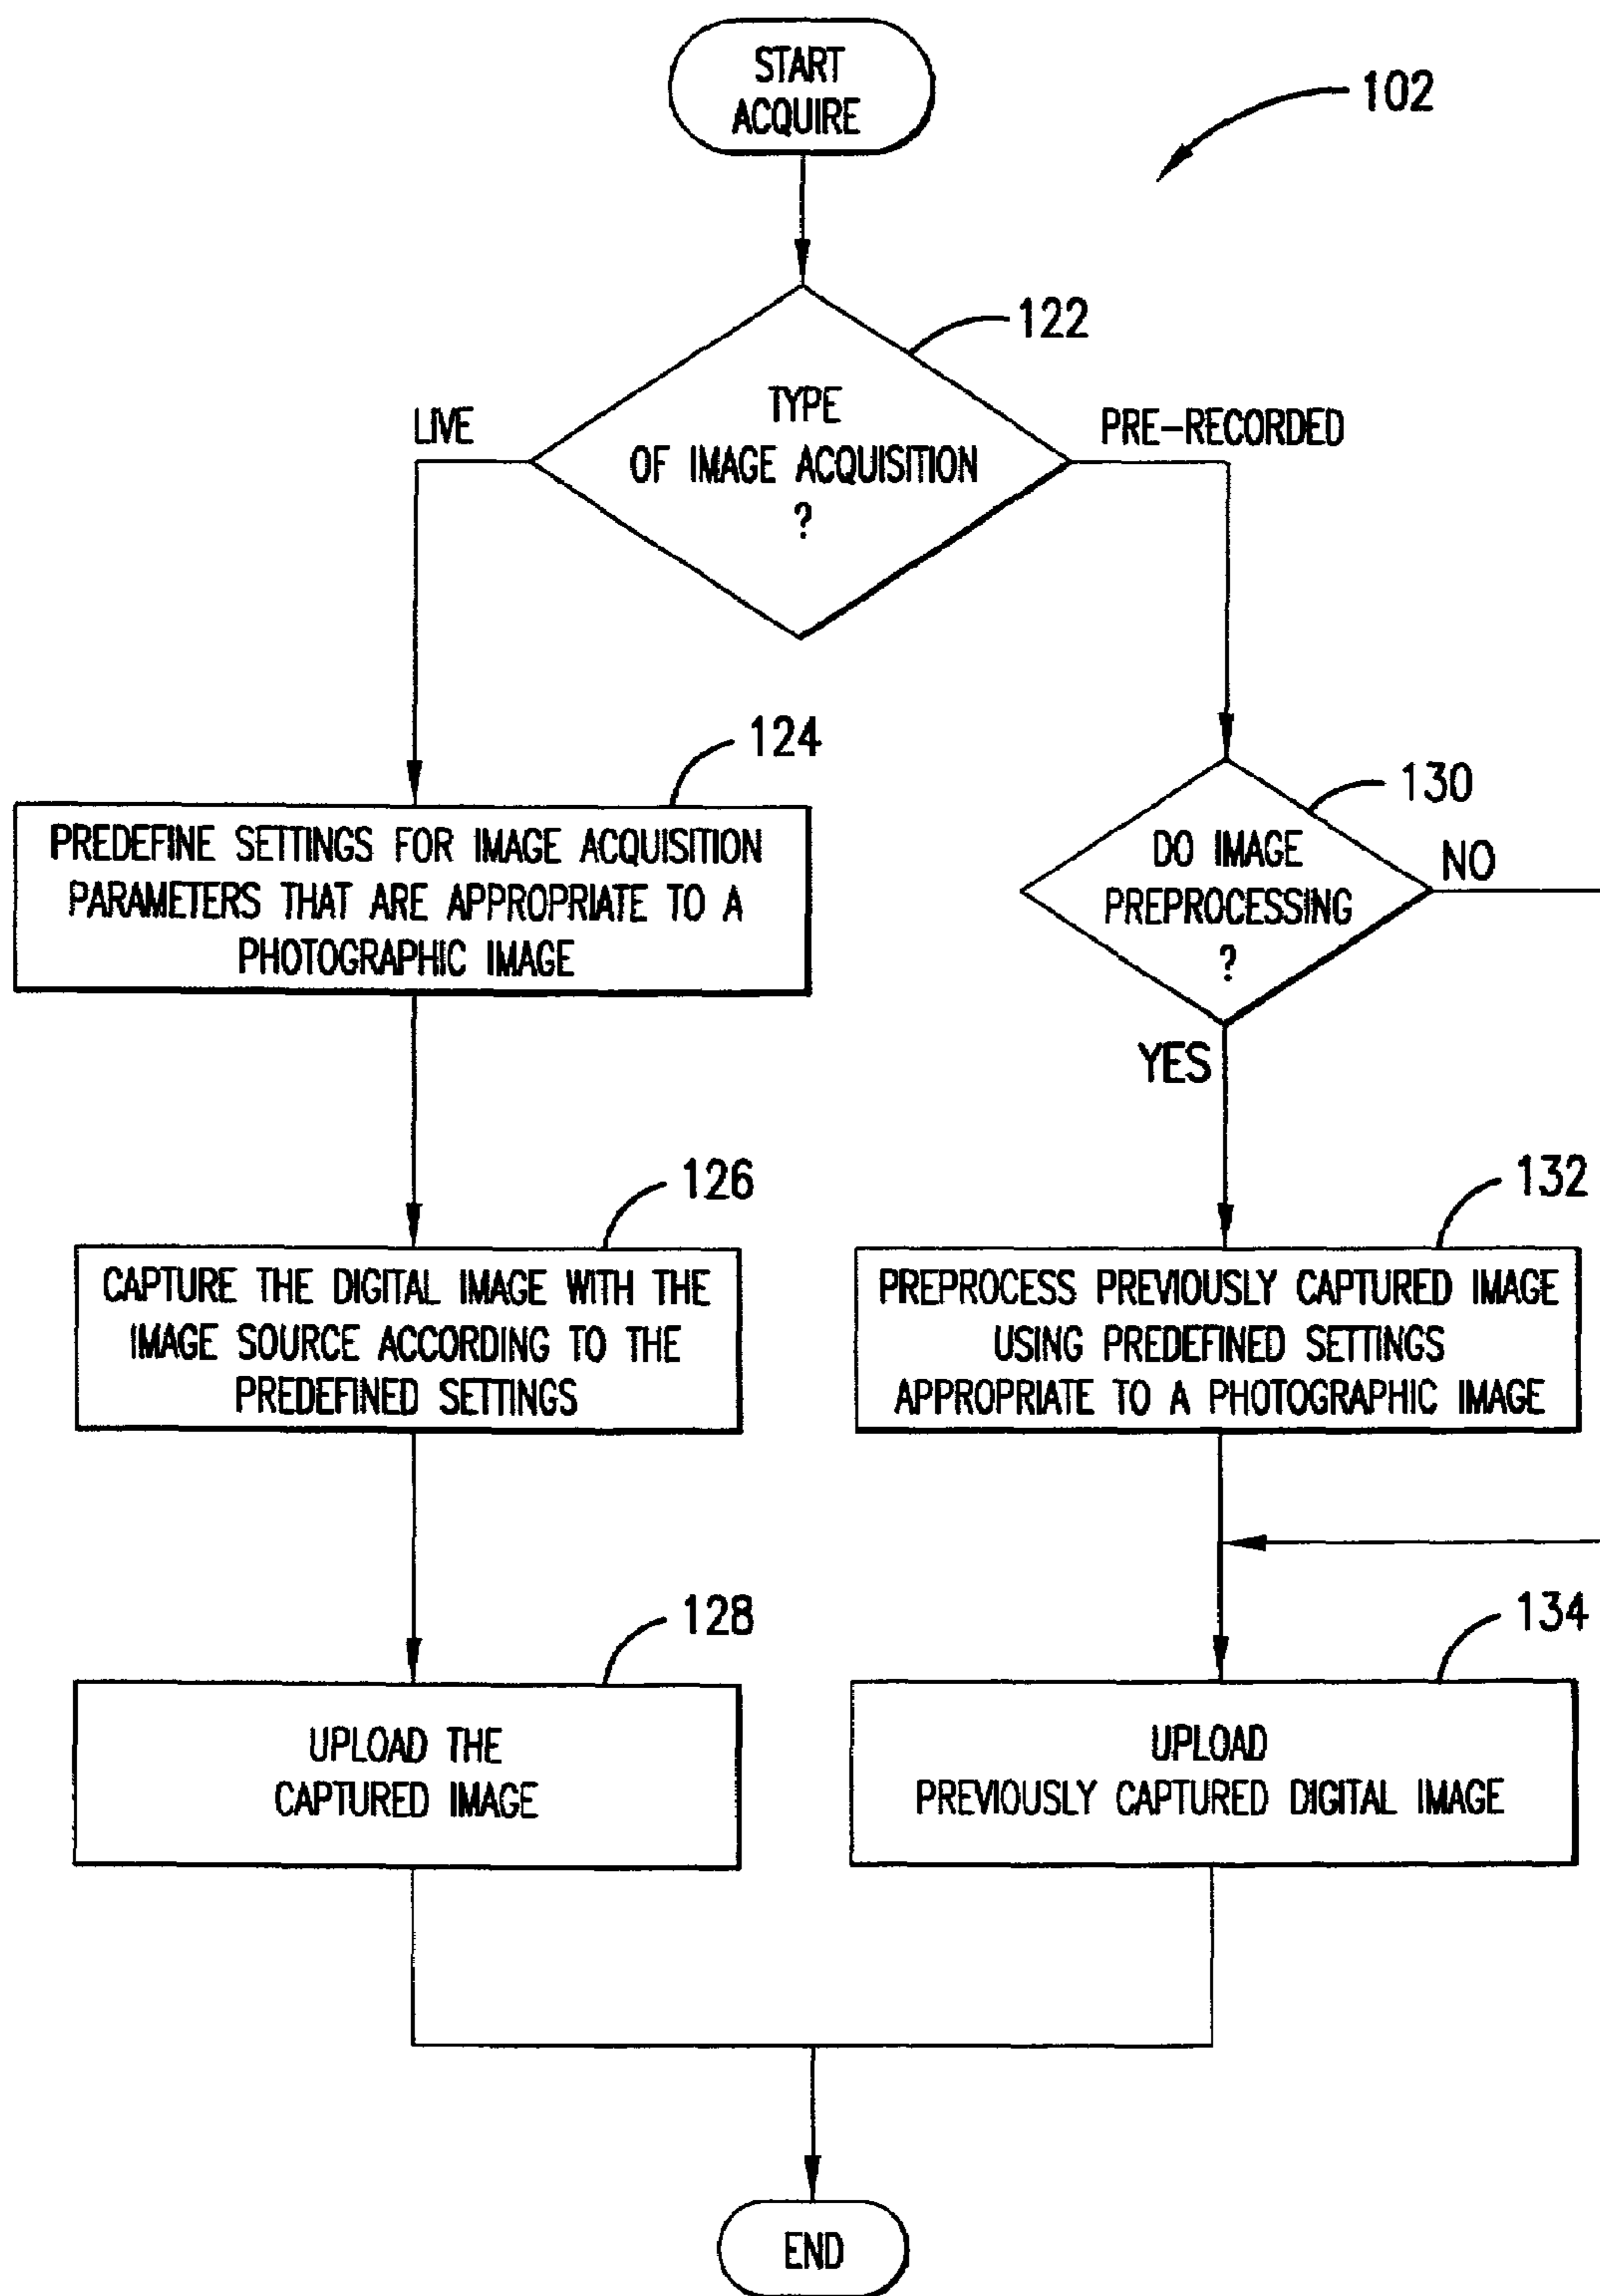 START
ACQUIRE
102
122
TYPE
OF IMAGE ACQUISITION
?
LIVE
PRE-RECORDED
124
PREDEFINE SETTINGS FOR IMAGE ACQUISITION
PARAMETERS THAT ARE APPROPRIATE TO A
PHOTOGRAPHIC IMAGE
130
DO IMAGE
PREPROCESSING
?
NO
YES
126
CAPTURE THE DIGITAL IMAGE WITH THE
IMAGE SOURCE ACCORDING TO THE
PREDEFINED SETTINGS
132
PREPROCESS PREVIOUSLY CAPTURED IMAGE
USING PREDEFINED SETTINGS
APPROPRIATE TO A PHOTOGRAPHIC IMAGE
128
UPLOAD THE
CAPTURED IMAGE
134
UPLOAD
PREVIOUSLY CAPTURED DIGITAL IMAGE
END